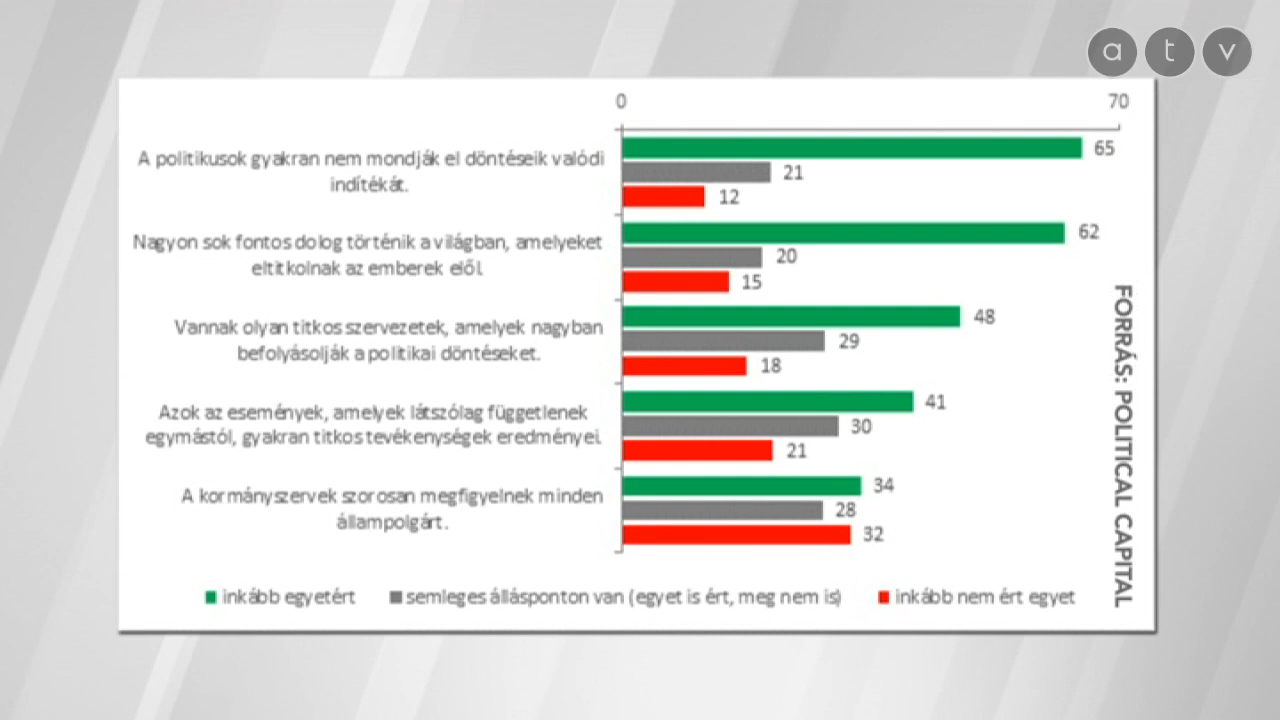 a t v
0 70
A politikusok gyakran nem mondják el döntéseik valódi
indítékát.
65
21
12
Nagyon sok fontos dolog történik a világban, amelyeket
eltitkolnak az emberek elől.
62
20
15
Vannak olyan titkos szervezetek, amelyek nagyban
befolyásolják a politikai döntéseket.
48
29
18
Azok az események, amelyek látszólag függetlenek
egymástól, gyakran titkos tevékenységek eredményei.
41
30
21
A kormányszervek szorosan megfigyelnek minden
állampolgárt.
34
28
32
inkább egyetért
semleges állásponton van (egyet is ért, meg nem is)
inkább nem ért egyet
FORRÁS: POLITICAL CAPITAL